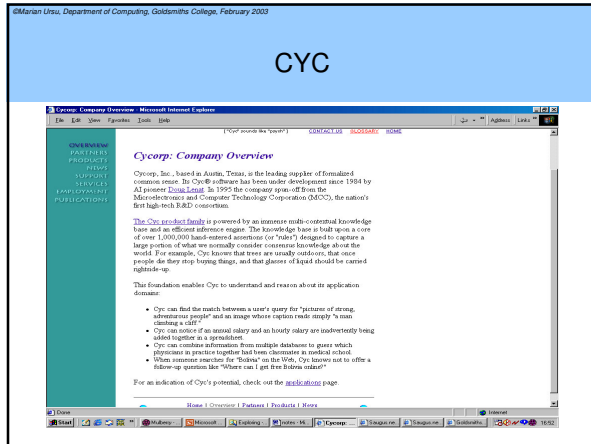 ©Marian Ursu, Department of Computing, Goldsmiths College, February 2003
CYC
Cycorp: Company Overview - Microsoft Internet Explorer
File Edit View Favorites Tools Help
Address Links
["Cyc" sounds like "psych"] CONTACT US GLOSSARY HOME
OVERVIEW
PARTNERS
PRODUCTS
NEWS
SUPPORT
SERVICES
EMPLOYMENT
PUBLICATIONS
Cycorp: Company Overview
Cycorp, Inc., based in Austin, Texas, is the leading supplier of formalized
common sense. Its Cyc® software has been under development since 1984 by
AI pioneer Doug Lenat. In 1995 the company spun-off from the
Microelectronics and Computer Technology Corporation (MCC), the nation's
first high-tech R&D consortium.
The Cyc product family is powered by an immense multi-contextual knowledge
base and an efficient inference engine. The knowledge base is built upon a core
of over 1,000,000 hand-entered assertions (or "rules") designed to capture a
large portion of what we normally consider consensus knowledge about the
world. For example, Cyc knows that trees are usually outdoors, that once
people die they stop buying things, and that glasses of liquid should be carried
rightside-up.
This foundation enables Cyc to understand and reason about its application
domains:
• Cyc can find the match between a user's query for "pictures of strong,
adventurous people" and an image whose caption reads simply "a man
climbing a cliff."
• Cyc can notice if an annual salary and an hourly salary are inadvertently being
added together in a spreadsheet.
• Cyc can combine information from multiple databases to guess which
physicians in practice together had been classmates in medical school.
• When someone searches for "Bolivia" on the Web, Cyc knows not to offer a
follow-up question like "Where can I get free Bolivia online?"
For an indication of Cyc's potential, check out the applications page.
Home | Overview | Partners | Products | News
Done Internet
Start Mulberry - ... Microsoft ... Exploring - ... notes - Mi... Cycorp: ... Saugus.ne... Saugus.ne... Goldsmiths 16:52